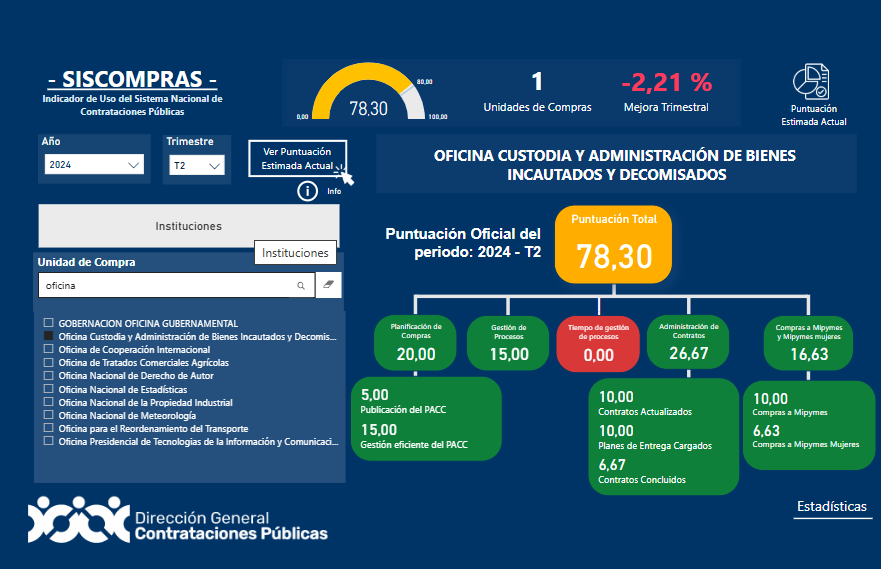 - SISCOMPRAS -
Indicador de Uso del Sistema Nacional de
Contrataciones Públicas
0,00
78,30
80,00
100,00
1
Unidades de Compras
-2,21 %
Mejora Trimestral
Puntuación
Estimada Actual
Año
2024
Trimestre
T2
Ver Puntuación
Estimada Actual
Info
OFICINA CUSTODIA Y ADMINISTRACIÓN DE BIENES
INCAUTADOS Y DECOMISADOS
Instituciones
Instituciones
Unidad de Compra
oficina
GOBERNACION OFICINA GUBERNAMENTAL
Oficina Custodia y Administración de Bienes Incautados y Decomis...
Oficina de Cooperación Internacional
Oficina de Tratados Comerciales Agrícolas
Oficina Nacional de Derecho de Autor
Oficina Nacional de Estadísticas
Oficina Nacional de la Propiedad Industrial
Oficina Nacional de Meteorología
Oficina para el Reordenamiento del Transporte
Oficina Presidencial de Tecnologias de la Información y Comunicaci...
Puntuación Oficial del
periodo: 2024 - T2
Puntuación Total
78,30
Planificación de
Compras
20,00
Gestión de
Procesos
15,00
Tiempo de gestión
de procesos
0,00
Administración de
Contratos
26,67
Compras a Mipymes
y Mipymes mujeres
16,63
5,00
Publicación del PACC
15,00
Gestión eficiente del PACC
10,00
Contratos Actualizados
10,00
Planes de Entrega Cargados
6,67
Contratos Concluidos
10,00
Compras a Mipymes
6,63
Compras a Mipymes Mujeres
Dirección General
Contrataciones Públicas
Estadísticas